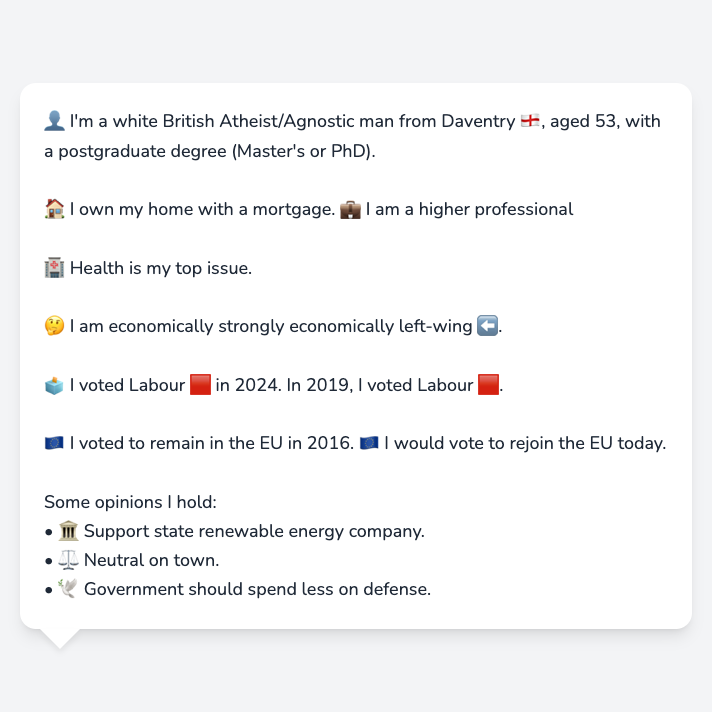 👤 I'm a white British Atheist/Agnostic man from Daventry 🏴󠁧󠁢󠁥󠁮󠁧󠁿, aged 53, with
a postgraduate degree (Master's or PhD).
🏠 I own my home with a mortgage. 💼 I am a higher professional
🏥 Health is my top issue.
🤔 I am economically strongly economically left-wing ⬅️.
🗳️ I voted Labour 🟥 in 2024. In 2019, I voted Labour 🟥.
🇪🇺 I voted to remain in the EU in 2016. 🇪🇺 I would vote to rejoin the EU today.
Some opinions I hold:
• 🏛️ Support state renewable energy company.
• ⚖️ Neutral on town.
• 🕊️ Government should spend less on defense.